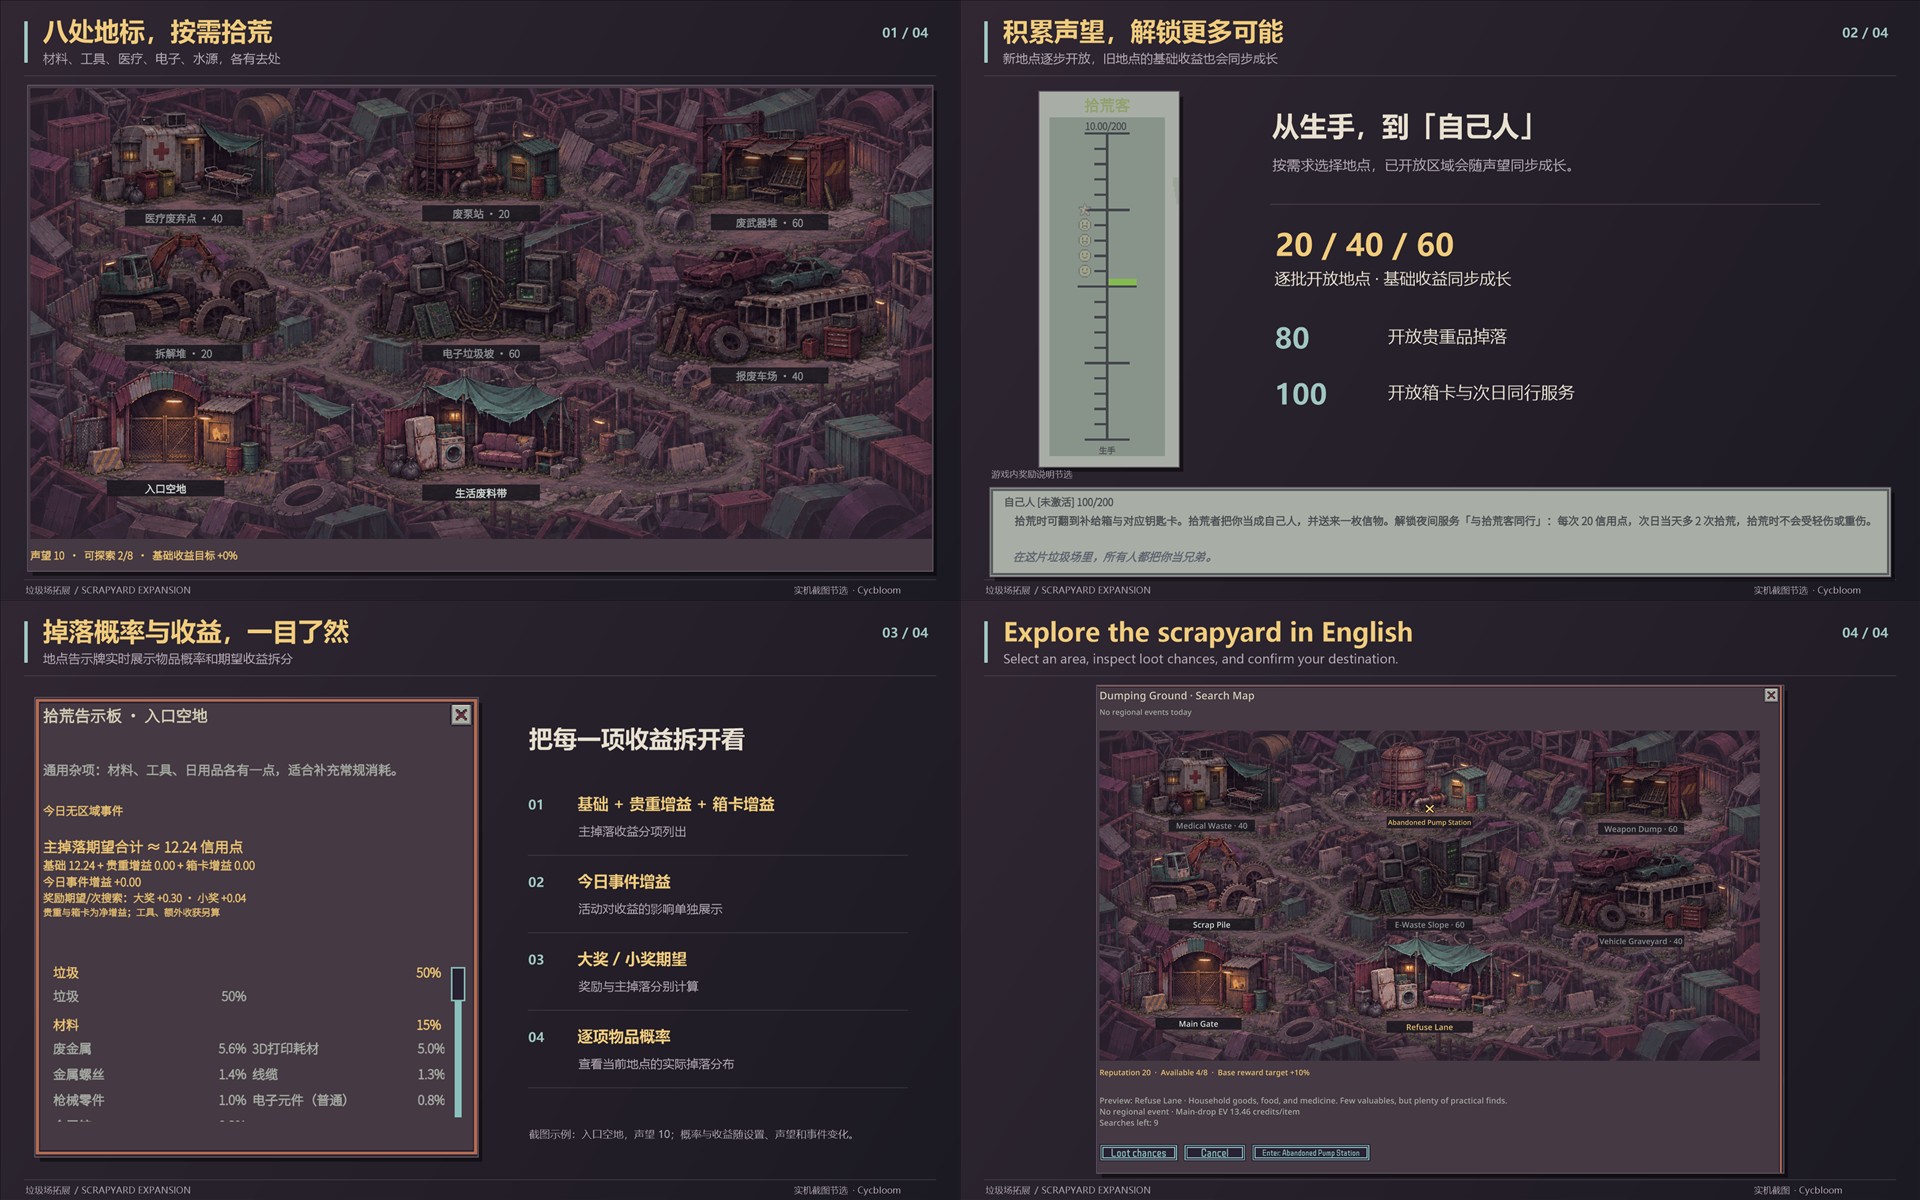 八处地标，按需拾荒
材料、工具、医疗、电子、水源，各有去处
01 / 04
医疗废弃点 · 40
废泵站 · 20
废武器堆 · 60
拆解堆 · 20
电子垃圾坡 · 60
报废车场 · 40
入口空地
生活废料带
声望 10 · 可探索 2/8 · 基础收益目标 +0%
垃圾场拓展 / SCRAPYARD EXPANSION
实机截图节选 · Cycbloom
积累声望，解锁更多可能
新地点逐步开放，旧地点的基础收益也会同步成长
02 / 04
拾荒客
10.00/200
生手
从生手，到「自己人」
按需求选择地点，已开放区域会随声望同步成长。
20 / 40 / 60
逐批开放地点 · 基础收益同步成长
80
开放贵重品掉落
100
开放箱卡与次日同行服务
游戏内奖励说明节选
自己人 [未激活] 100/200
拾荒时可翻到补给箱与对应钥匙卡。拾荒者把你当成自己人，并送来一枚信物。解锁夜间服务「与拾荒客同行」：每次 20 信用点，次日当天多 2 次拾荒，拾荒时不会受轻伤或重伤。
在这片垃圾场里，所有人都把你当兄弟。
垃圾场拓展 / SCRAPYARD EXPANSION
实机截图节选 · Cycbloom
掉落概率与收益，一目了然
地点告示牌实时展示物品概率和期望收益拆分
03 / 04
拾荒告示板 · 入口空地
通用杂项：材料、工具、日用品各有一点，适合补充常规消耗。
今日无区域事件
主掉落期望合计 ≈ 12.24 信用点
基础 12.24 + 贵重增益 0.00 + 箱卡增益 0.00
今日事件增益 +0.00
奖励期望/次搜索：大奖 +0.30 · 小奖 +0.04
贵重与箱卡为净增益；工具、额外收获另算
垃圾 50%
垃圾 50%
材料 15%
废金属 5.6% 3D打印耗材 5.0%
金属螺丝 1.4% 线缆 1.3%
枪械零件 1.0% 电子元件（普通） 0.8%
把每一项收益拆开看
01 基础 + 贵重增益 + 箱卡增益
主掉落收益分项列出
02 今日事件增益
活动对收益的影响单独展示
03 大奖 / 小奖期望
奖励与主掉落分别计算
04 逐项物品概率
查看当前地点的实际掉落分布
截图示例：入口空地，声望 10；概率与收益随设置、声望和事件变化。
垃圾场拓展 / SCRAPYARD EXPANSION
实机截图节选 · Cycbloom
Explore the scrapyard in English
Select an area, inspect loot chances, and confirm your destination.
04 / 04
Dumping Ground · Search Map
No regional events today
Medical Waste · 40
Abandoned Pump Station
Weapon Dump · 60
Scrap Pile
E-Waste Slope · 60
Vehicle Graveyard · 40
Main Gate
Refuse Lane
Reputation 20 · Available 4/8 · Base reward target +10%
Preview: Refuse Lane · Household goods, food, and medicine. Few valuables, but plenty of practical finds.
No regional event · Main-drop EV 13.46 credits/item
Searches left: 9
Loot chances
Cancel
Enter: Abandoned Pump Station
垃圾场拓展 / SCRAPYARD EXPANSION
实机截图 · Cycbloom